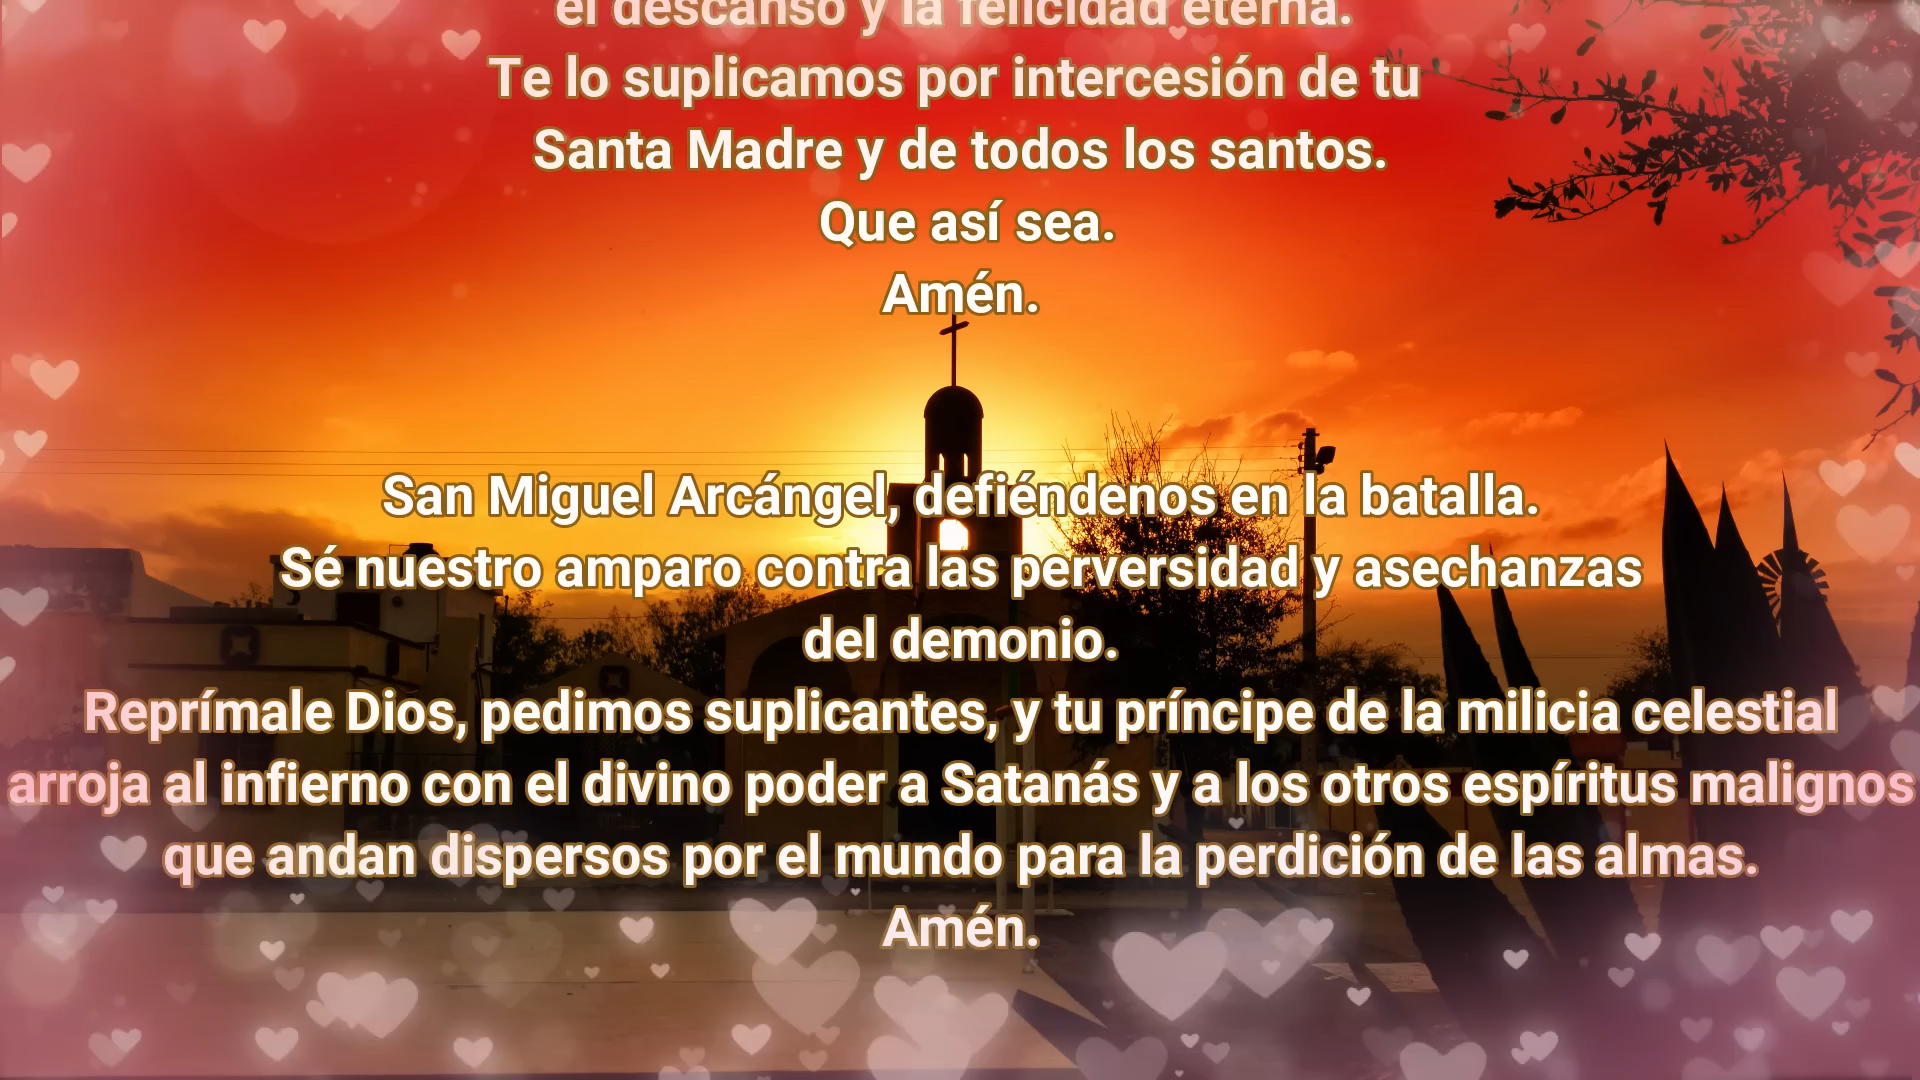 el descanso y la felicidad eterna.
Te lo suplicamos por intercesión de tu
Santa Madre y de todos los santos.
Que así sea.
Amén.
San Miguel Arcángel, defiéndenos en la batalla.
Sé nuestro amparo contra las perversidad y asechanzas
del demonio.
Reprímale Dios, pedimos suplicantes, y tu príncipe de la milicia celestial
arroja al infierno con el divino poder a Satanás y a los otros espíritus malignos
que andan dispersos por el mundo para la perdición de las almas.
Amén.